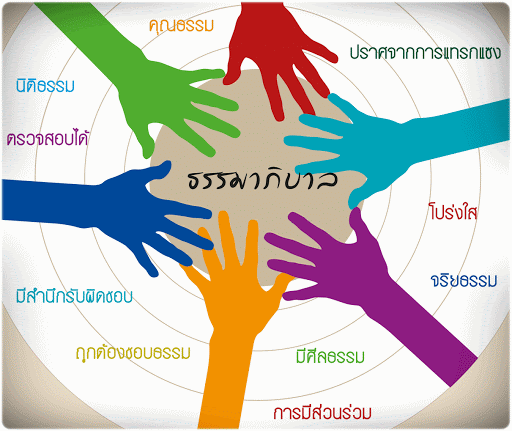 คุณธรรม
ปราศจากการแทรกแซง
นิติธรรม
ตรวจสอบได้
ธรรมาภิบาล
โปร่งใส
จริยธรรม
มีสำนึกรับผิดชอบ
ถูกต้องชอบธรรม
มีศีลธรรม
การมีส่วนร่วม